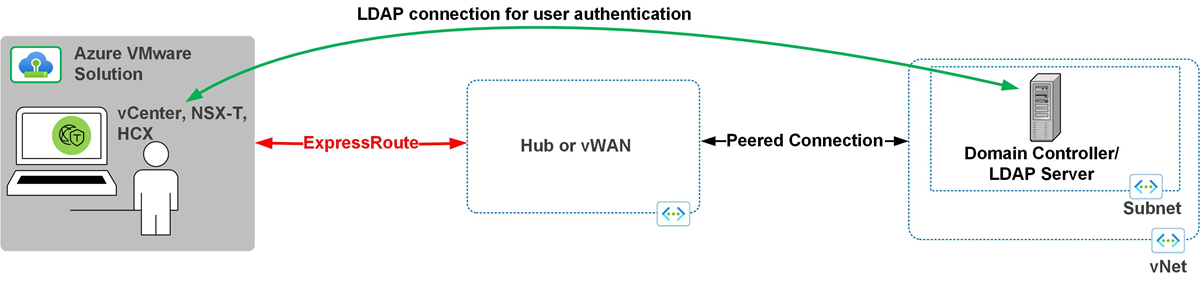 LDAP connection for user authentication
Azure VMware
Solution
vCenter, NSX-T,
HCX
ExpressRoute
Hub or vWAN
Peered Connection
Domain Controller/
LDAP Server
Subnet
vNet